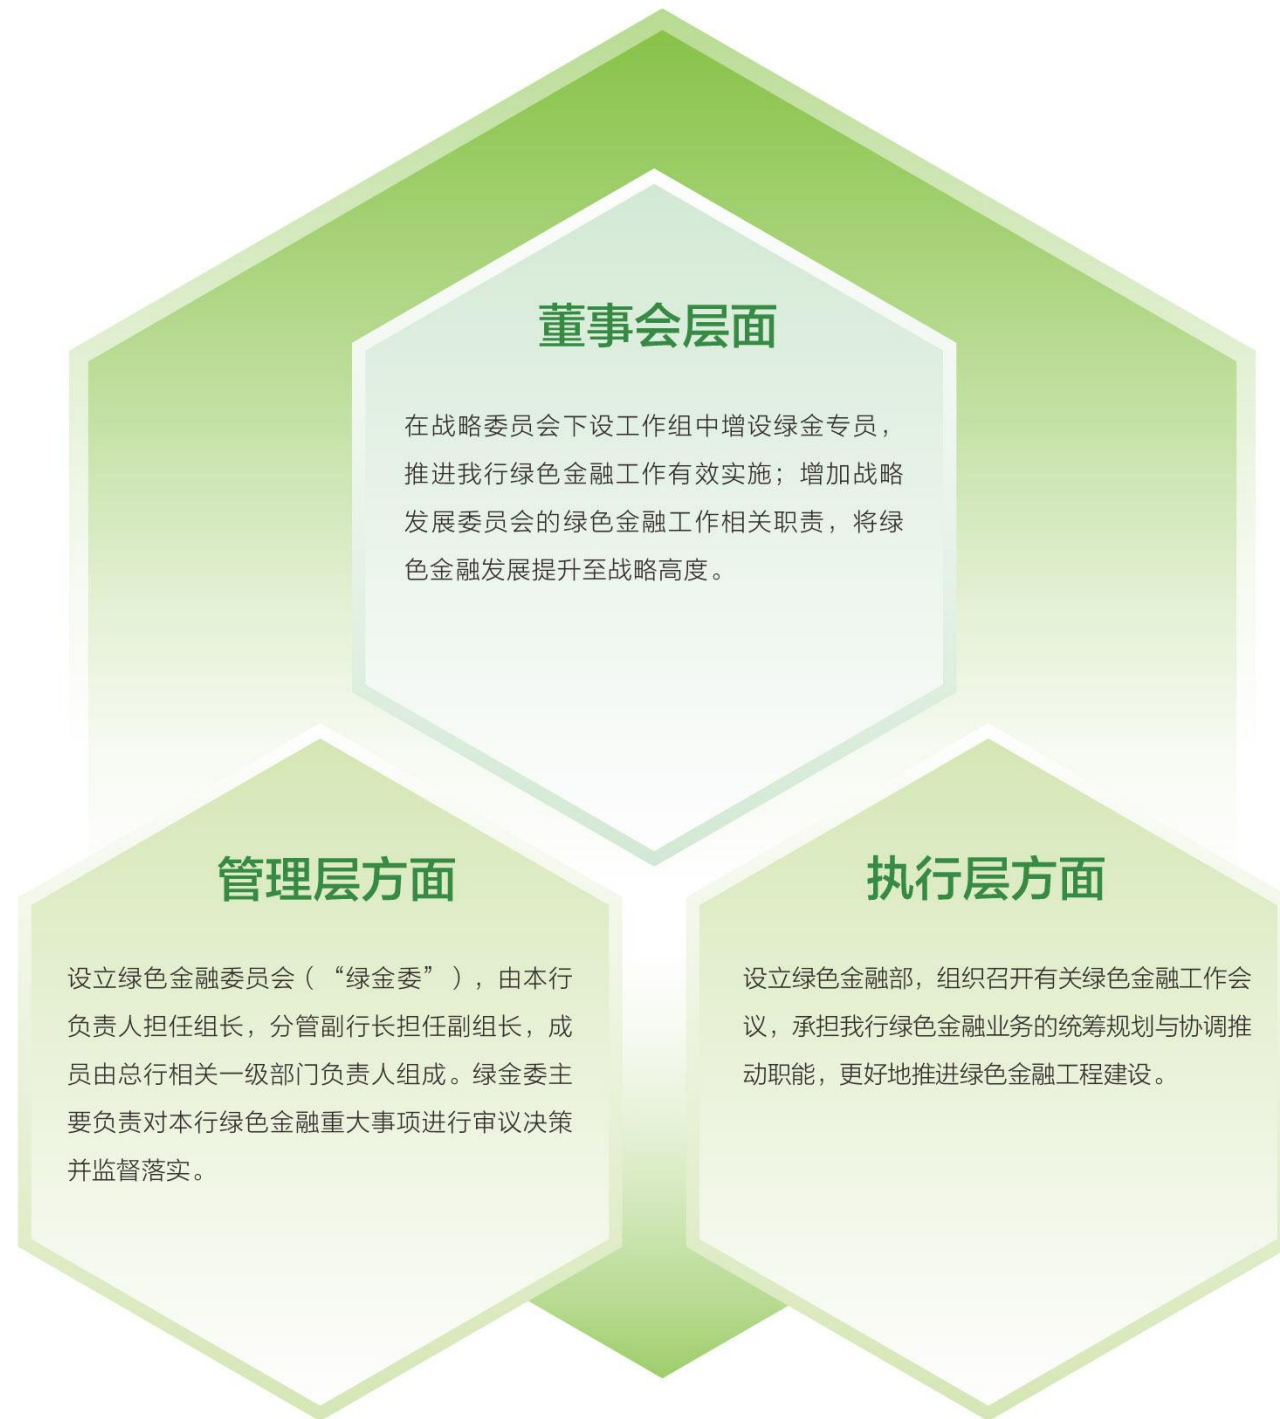 董事会层面
在战略委员会下设工作组中增设绿金专员，
推进我行绿色金融工作有效实施；增加战略
发展委员会的绿色金融工作相关职责，将绿
色金融发展提升至战略高度。
管理层方面
设立绿色金融委员会（“绿金委”），由本行
负责人担任组长，分管副行长担任副组长，成
员由总行相关一级部门负责人组成。绿金委主
要负责对本行绿色金融重大事项进行审议决策
并监督落实。
执行层方面
设立绿色金融部，组织召开有关绿色金融工作会
议，承担我行绿色金融业务的统筹规划与协调推
动职能，更好地推进绿色金融工程建设。